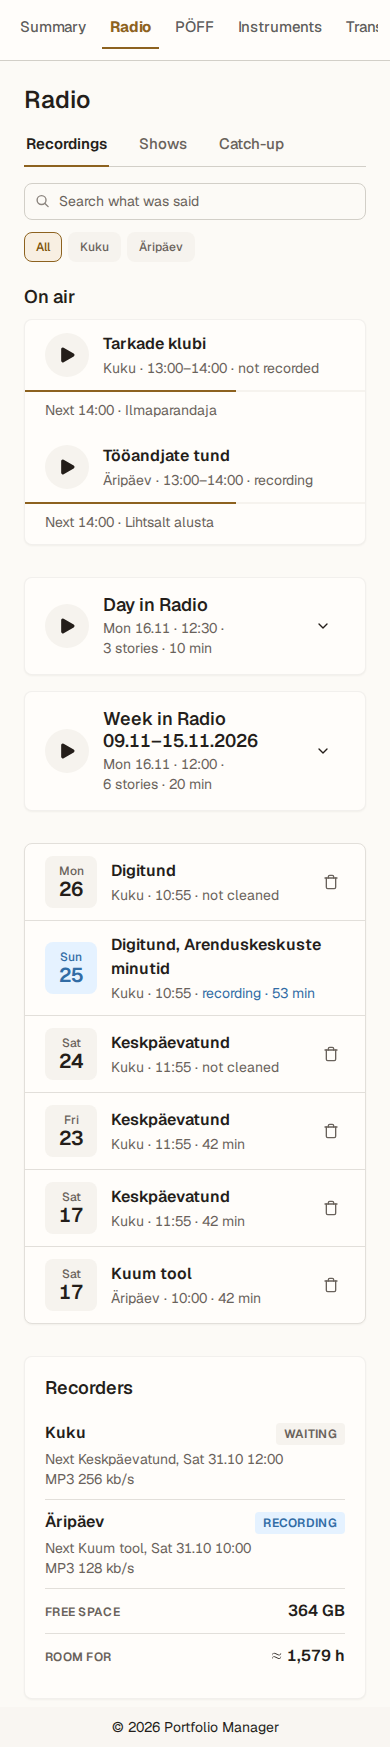 Summary Radio PÖFF Instruments Trans
Radio
Recordings Shows Catch-up
Search what was said
All Kuku Äripäev
On air
Tarkade klubi
Kuku · 13:00–14:00 · not recorded
Next 14:00 · Ilmaparandaja
Tööandjate tund
Äripäev · 13:00–14:00 · recording
Next 14:00 · Lihtsalt alusta
Day in Radio
Mon 16.11 · 12:30 ·
3 stories · 10 min
Week in Radio
09.11–15.11.2026
Mon 16.11 · 12:00 ·
6 stories · 20 min
Mon
26
Digitund
Kuku · 10:55 · not cleaned
Sun
25
Digitund, Arenduskeskuste
minutid
Kuku · 10:55 · recording · 53 min
Sat
24
Keskpäevatund
Kuku · 11:55 · not cleaned
Fri
23
Keskpäevatund
Kuku · 11:55 · 42 min
Sat
17
Keskpäevatund
Kuku · 11:55 · 42 min
Sat
17
Kuum tool
Äripäev · 10:00 · 42 min
Recorders
Kuku WAITING
Next Keskpäevatund, Sat 31.10 12:00
MP3 256 kb/s
Äripäev RECORDING
Next Kuum tool, Sat 31.10 10:00
MP3 128 kb/s
FREE SPACE 364 GB
ROOM FOR ≈ 1,579 h
© 2026 Portfolio Manager